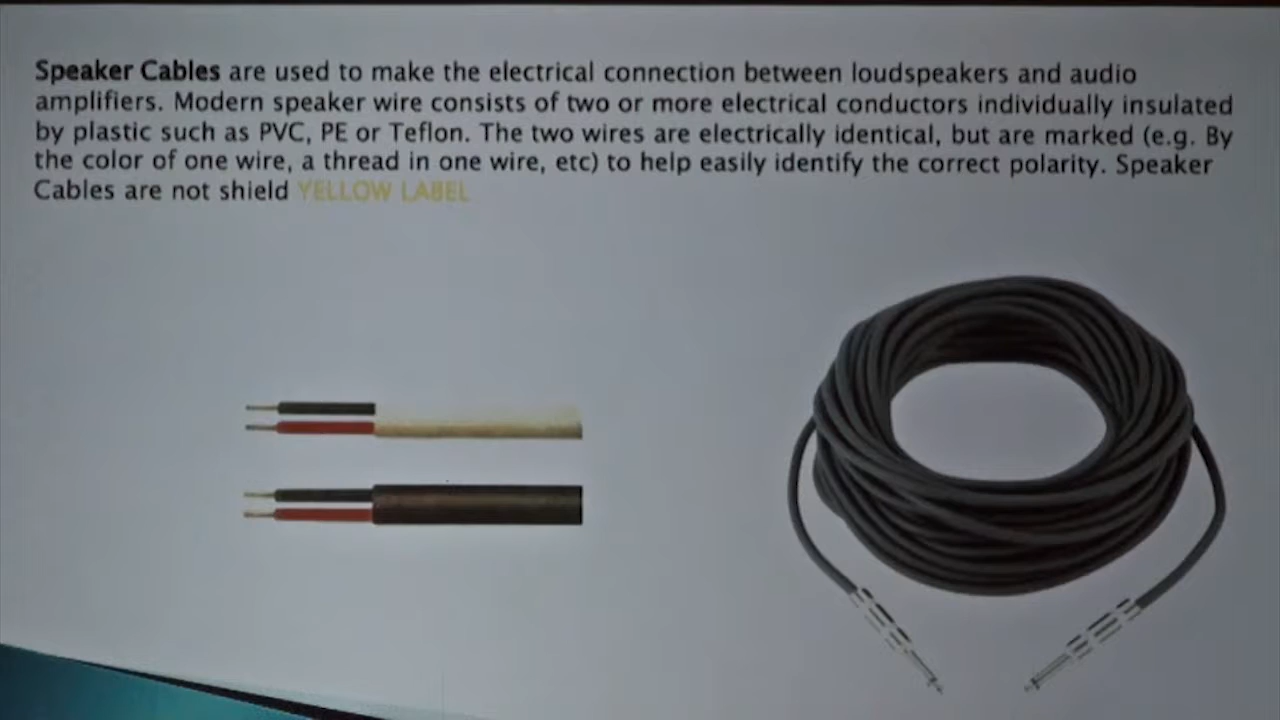 Speaker Cables are used to make the electrical connection between loudspeakers and audio
amplifiers. Modern speaker wire consists of two or more electrical conductors individually insulated
by plastic such as PVC, PE or Teflon. The two wires are electrically identical, but are marked (e.g. By
the color of one wire, a thread in one wire, etc) to help easily identify the correct polarity. Speaker
Cables are not shield YELLOW LABEL